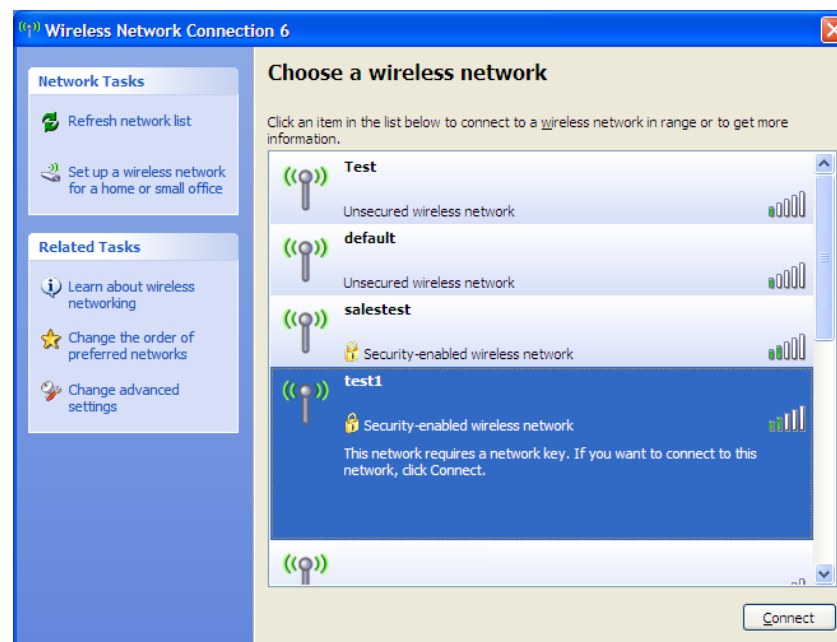 Wireless Network Connection 6
Network Tasks
Refresh network list
Set up a wireless network
for a home or small office
Related Tasks
Learn about wireless
networking
Change the order of
preferred networks
Change advanced
settings
Choose a wireless network
Click an item in the list below to connect to a wireless network in range or to get more
information.
Test
Unsecured wireless network
default
Unsecured wireless network
salestest
Security-enabled wireless network
test1
Security-enabled wireless network
This network requires a network key. If you want to connect to this
network, click Connect.
Connect